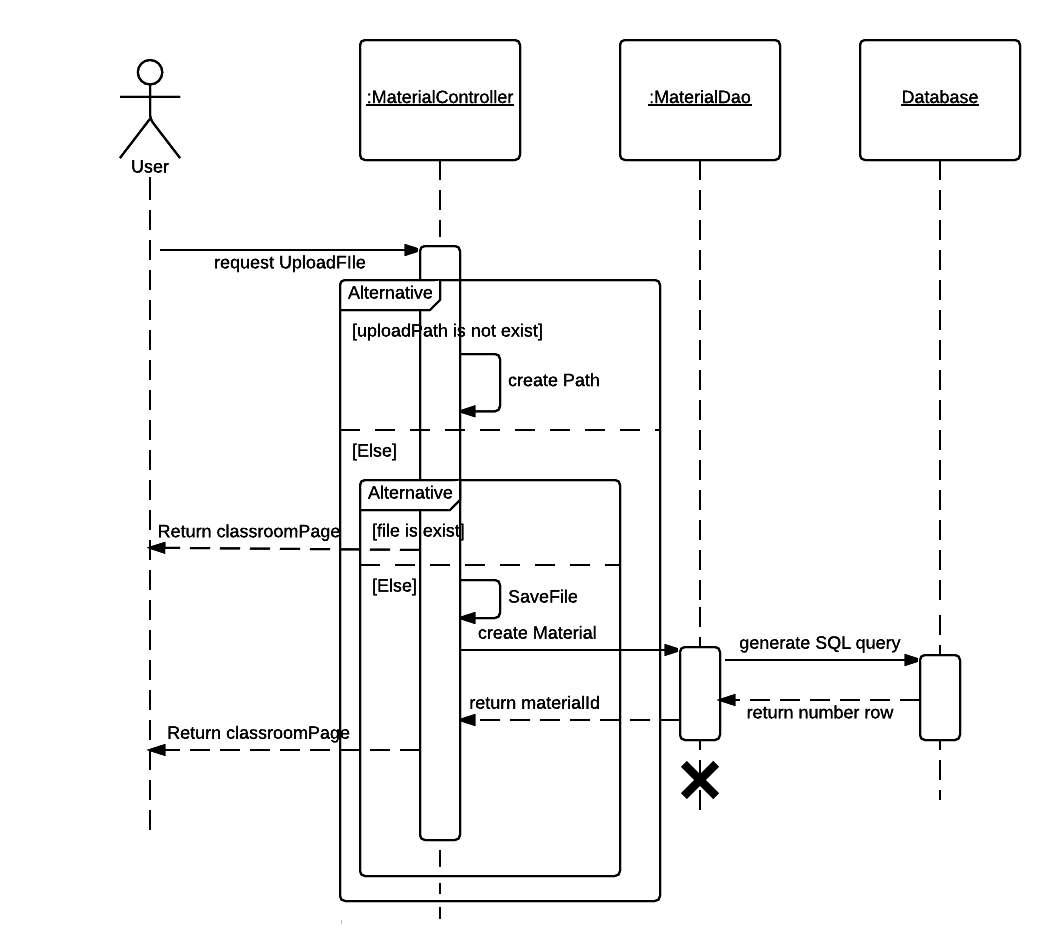 :MaterialController
:MaterialDao
Database
User
request UploadFIle
Alternative
[uploadPath is not exist]
create Path
[Else]
Alternative
Return classroomPage
[file is exist]
[Else]
SaveFile
create Material
generate SQL query
return materialId
return number row
Return classroomPage